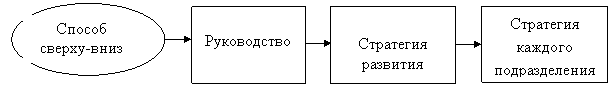 Способ
сверху-вниз
Руководство
Стратегия
развития
Стратегия
каждого
подразделения